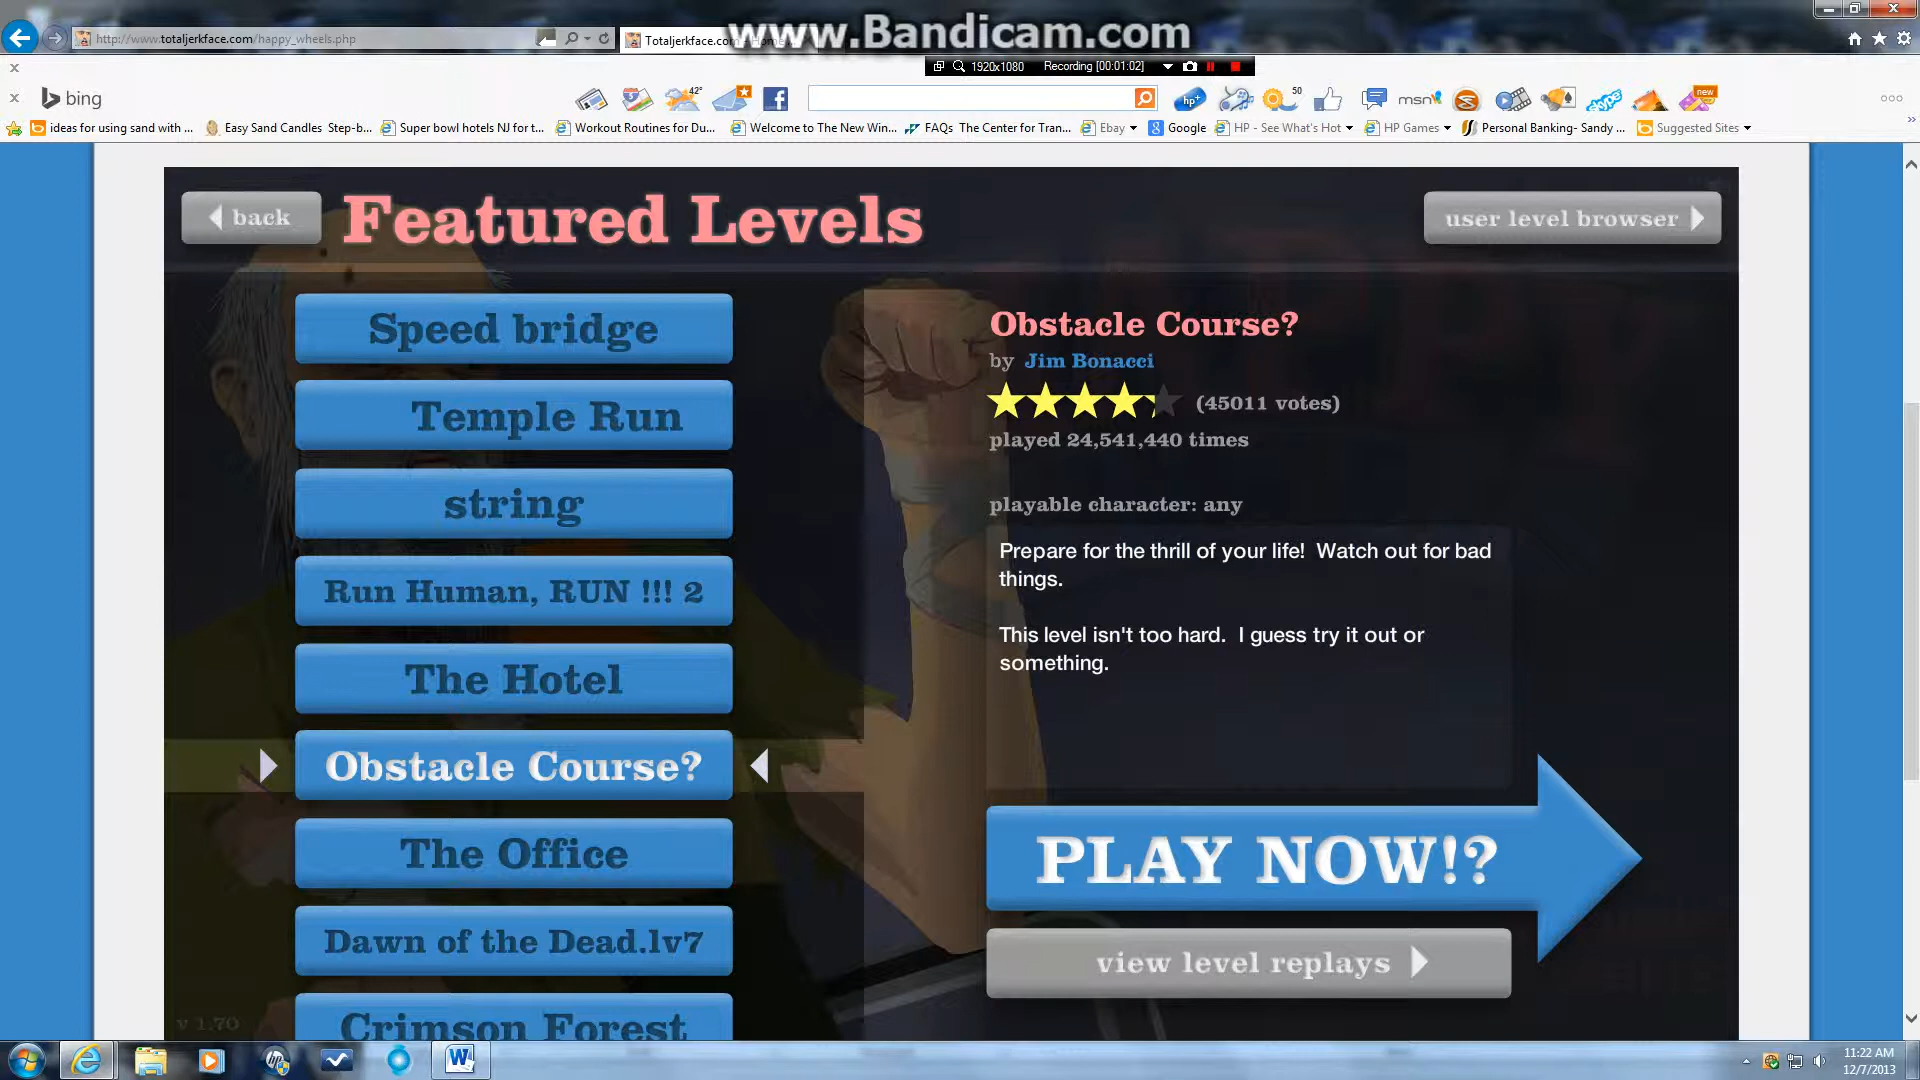 www.Bandicam.com
http://www.totaljerkface.com/happy_wheels.php
Totaljerkface.com
1920x1080 Recording [00:01:02]
bing
42°
hp+
50
msn
skype
new
ideas for using sand with ...
Easy Sand Candles Step-b...
Super bowl hotels NJ for t...
Workout Routines for Du...
Welcome to The New Win...
FAQs The Center for Tran...
Ebay
Google
HP - See What's Hot
HP Games
Personal Banking- Sandy ...
Suggested Sites
back
Featured Levels
user level browser
Speed bridge
Temple Run
string
Run Human, RUN !!! 2
The Hotel
Obstacle Course?
The Office
Dawn of the Dead.lv7
Crimson Forest
v 1.70
Obstacle Course?
by Jim Bonacci
(45011 votes)
played 24,541,440 times
playable character: any
Prepare for the thrill of your life! Watch out for bad
things.
This level isn't too hard. I guess try it out or
something.
PLAY NOW!?
view level replays
11:22 AM
12/7/2013